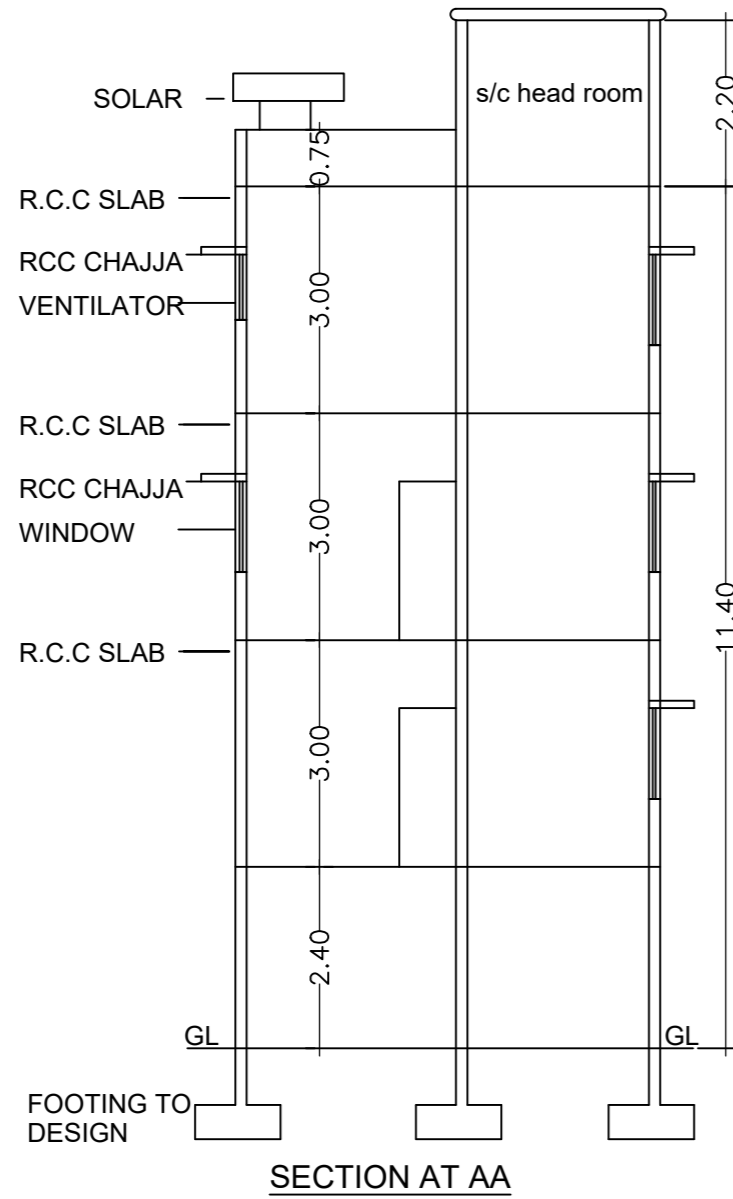 s/c head room
2.20
SOLAR
0.75
R.C.C SLAB
RCC CHAJJA
VENTILATOR
3.00
R.C.C SLAB
RCC CHAJJA
WINDOW
3.00
11.40
R.C.C SLAB
3.00
2.40
GL
GL
FOOTING TO
DESIGN
SECTION AT AA